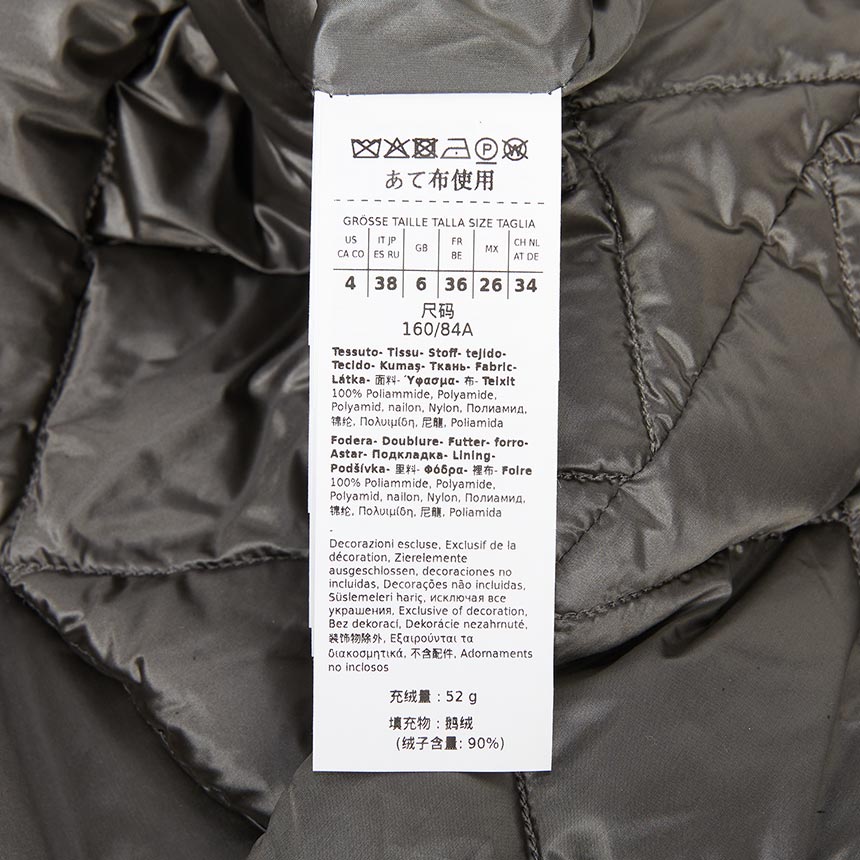 P
W
あて布使用
GRÖSSE TAILLE TALLA SIZE TAGLIA
US CA CO IT JP ES RU GB FR BE MX CH NL AT DE
4 38 6 36 26 34
尺码
160/84A
Tessuto- Tissu- Stoff- tejido-
Tecido- Kumaş- Ткань- Fabric-
Látka- 面料- Ύφασμα- 布- Teixit
100% Poliammide, Polyamide,
Polyamid, nailon, Nylon, Полиамид,
锦纶, Πολυιμίδη, 尼龍, Poliamida
Fodera- Doublure- Futter- forro-
Astar- Подкладка- Lining-
Podšívka- 里料- Φόδρα- 裡布- Foire
100% Poliammide, Polyamide,
Polyamid, nailon, Nylon, Полиамид,
锦纶, Πολυιμίδη, 尼龍, Poliamida
-
Decorazioni escluse, Exclusif de la
décoration, Zierelemente
ausgeschlossen, decoraciones no
incluidas, Decorações não incluidas,
Süslemeleri hariç, исключая все
украшения, Exclusive of decoration,
Bez dekorací, Dekorácie nezahrnuté,
装饰物除外, Εξαιρούνται τα
διακοσμητικά, 不含配件, Adornaments
no inclosos
充绒量 : 52 g
填充物 : 鹅绒
(绒子含量: 90%)